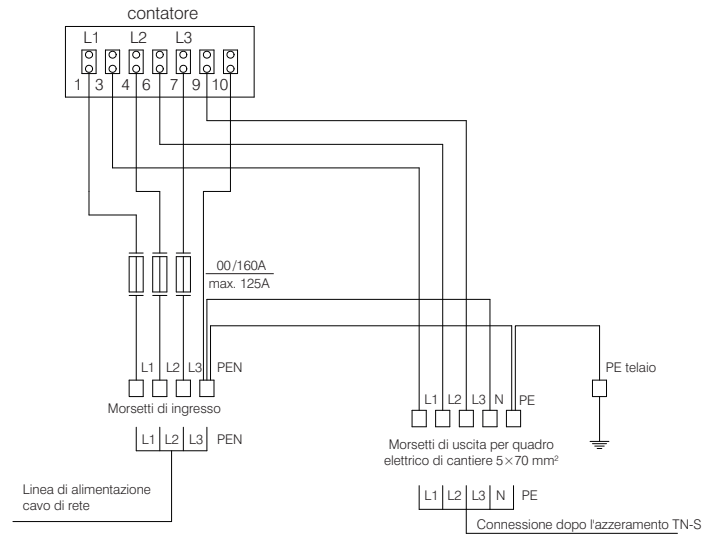 contatore
L1 L2 L3
1 3 4 6 7 9 10
00/160A
max. 125A
L1 L2 L3 PEN
PE telaio
Morsetti di ingresso
L1 L2 L3 N PE
L1 L2 L3 PEN
Morsetti di uscita per quadro
elettrico di cantiere 5×70 mm²
Linea di alimentazione
cavo di rete
L1 L2 L3 N PE
Connessione dopo l'azzeramento TN-S